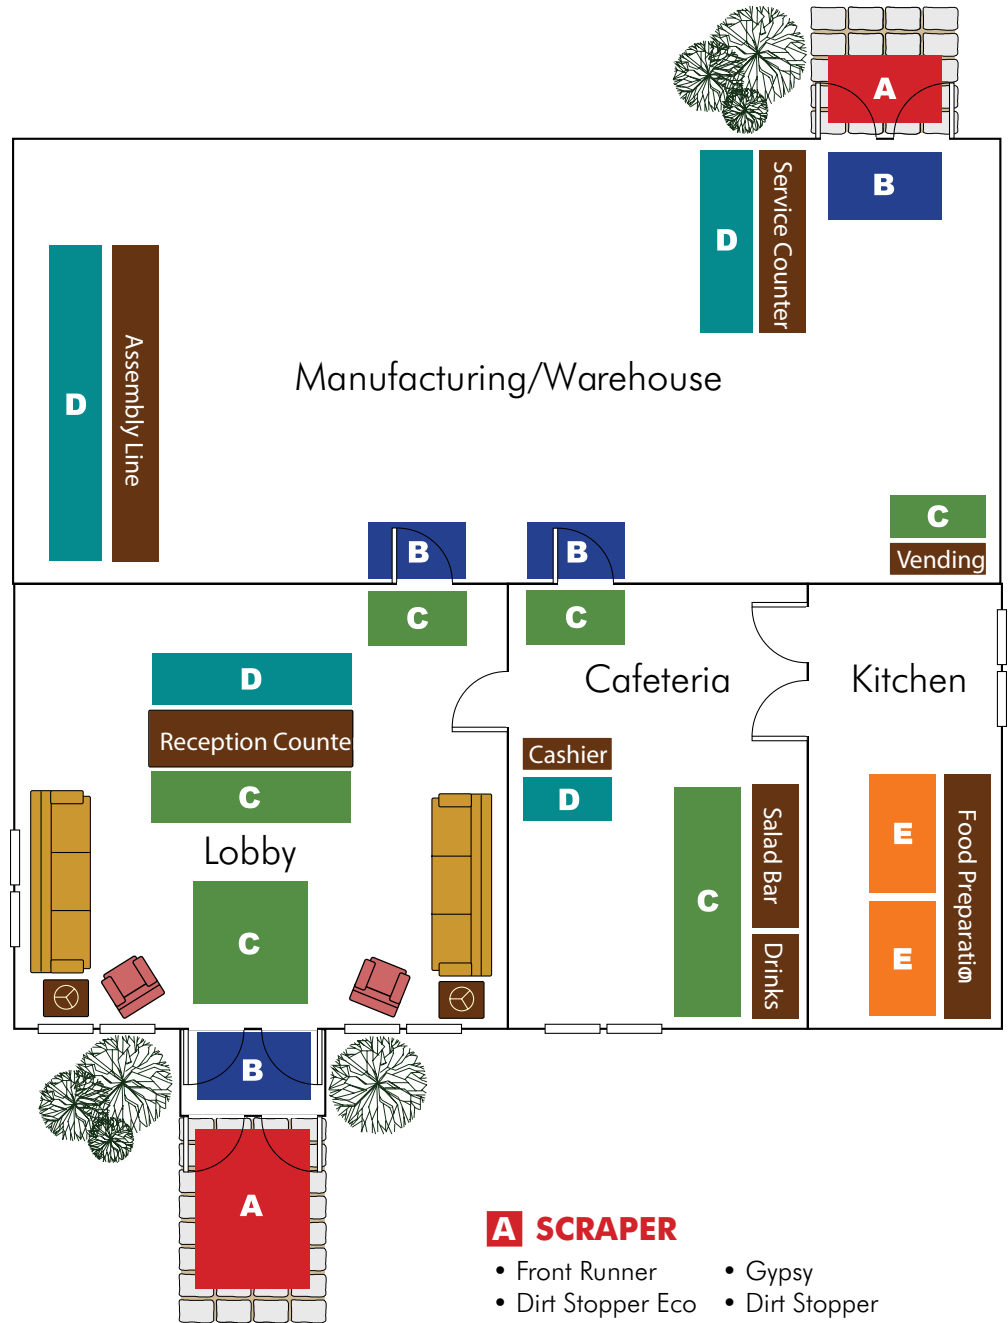 A
B
D
Service Counter
D
Assembly Line
Manufacturing/Warehouse
C
Vending
B
B
C
C
D
Reception Counte
C
Lobby
C
Cafeteria
Kitchen
Cashier
D
C
Salad Bar
Drinks
E
E
Food Preparation
B
A
A SCRAPER
• Front Runner
• Gypsy
• Dirt Stopper Eco
• Dirt Stopper